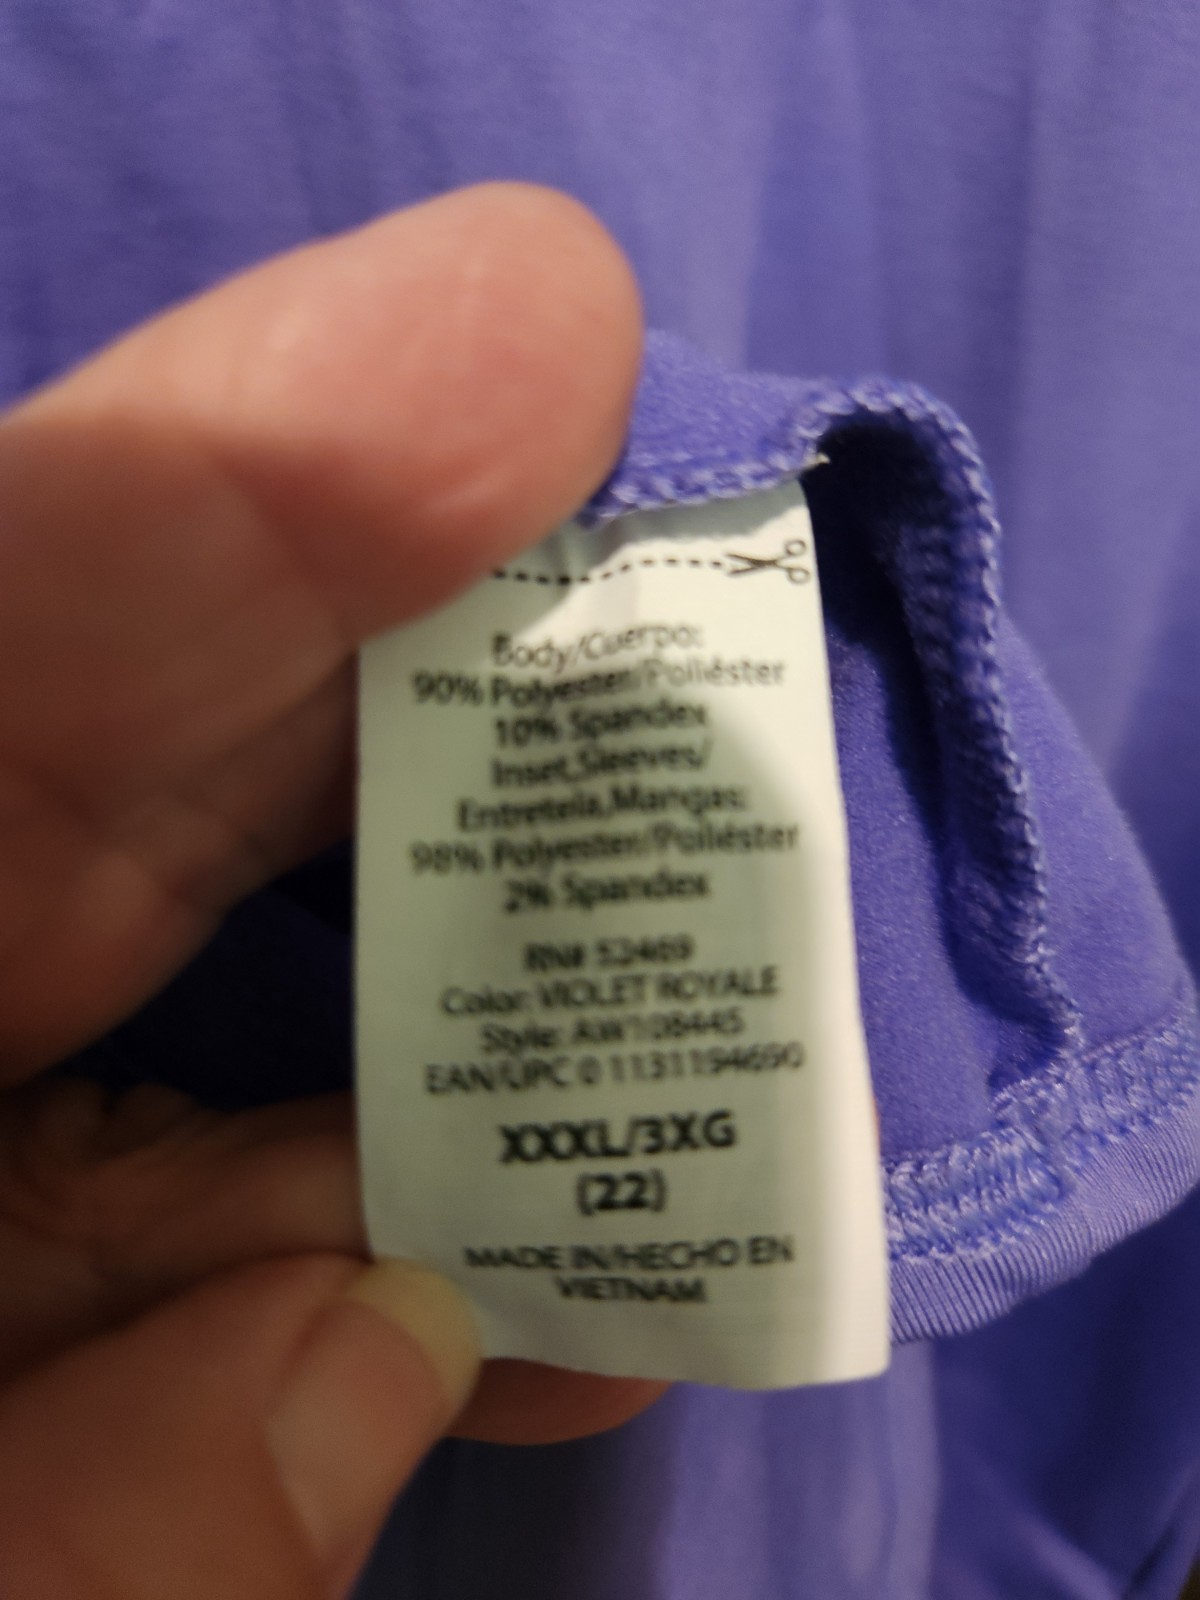 Body/Cuerpo:
90% Polyester/Poliéster
10% Spandex
Inset,Sleeves/
Entretela,Mangas:
98% Polyester/Poliéster
2% Spandex
RN# 52469
Color: VIOLET ROYALE
Style: AW108445
EAN/UPC 0 1131194690
XXXL/3XG
(22)
MADE IN/HECHO EN
VIETNAM